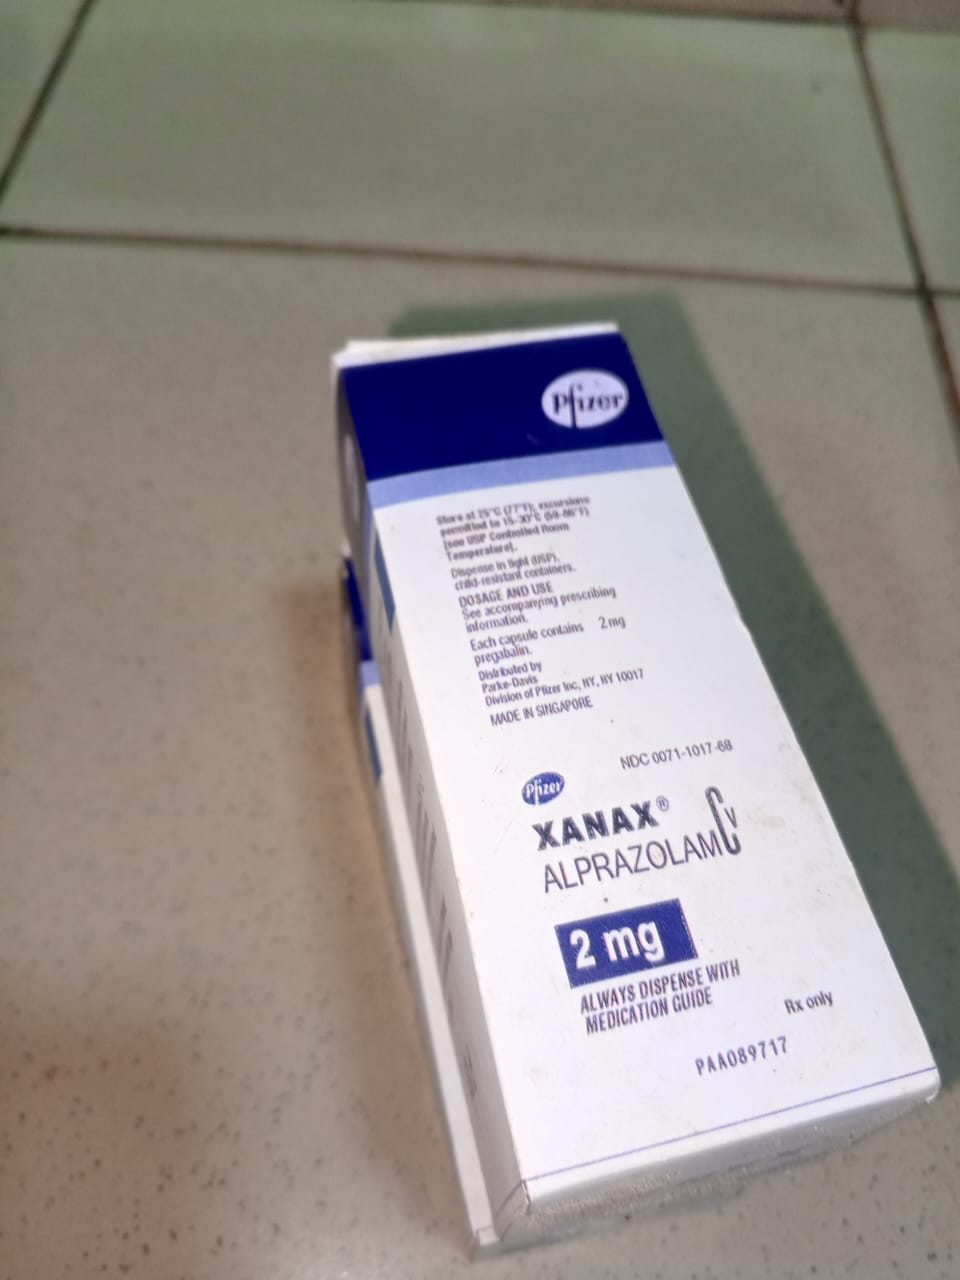 Pfizer
Store at 25°C (77°F); excursions
permitted to 15-30°C (59-86°F)
[see USP Controlled Room
Temperature].
Dispense in tight (USP),
child-resistant containers.
DOSAGE AND USE
See accompanying prescribing
information.
Each capsule contains 2 mg
pregabalin.
Distributed by
Parke-Davis
Division of Pfizer Inc, NY, NY 10017
MADE IN SINGAPORE
NDC 0071-1017-68
Pfizer
XANAX®
ALPRAZOLAM CV
2 mg
ALWAYS DISPENSE WITH
MEDICATION GUIDE
Rx only
PAA089717